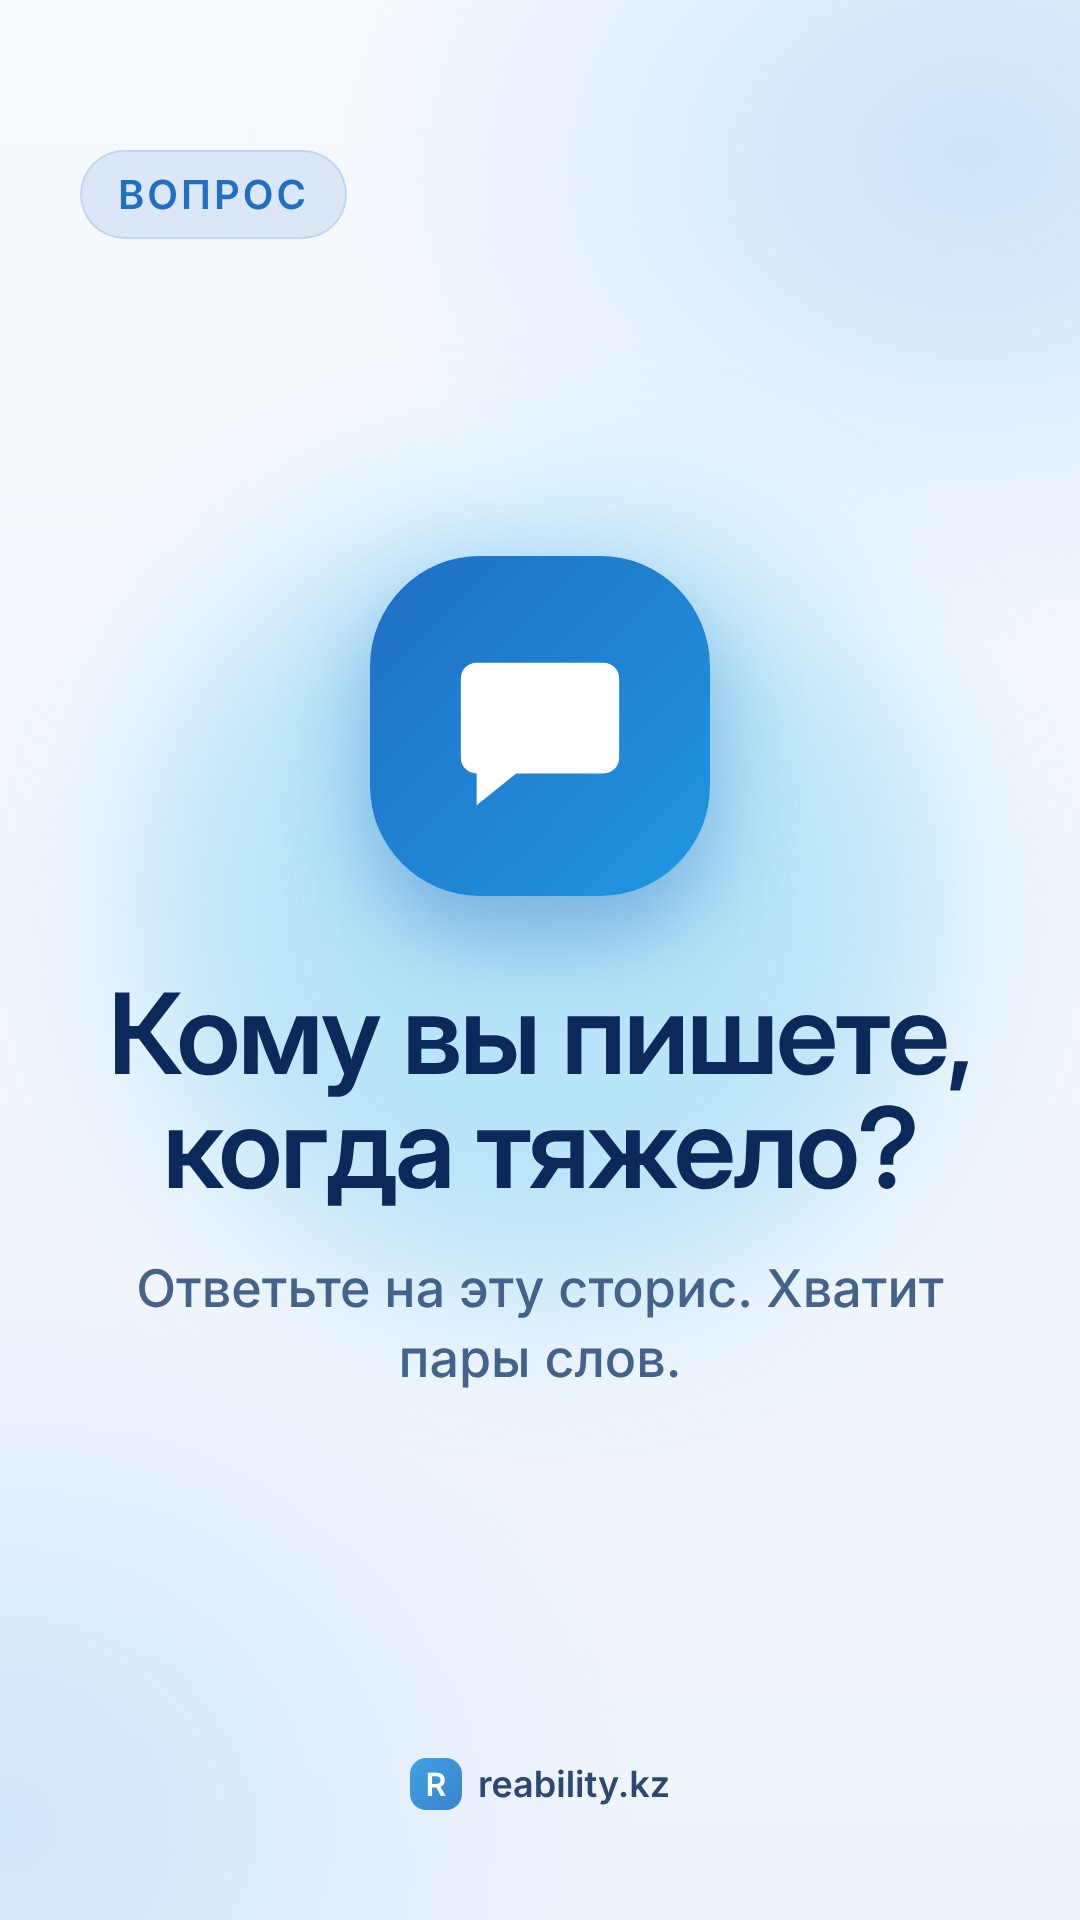 ВОПРОС
Кому вы пишете,
когда тяжело?
Ответьте на эту сторис. Хватит
пары слов.
R reability.kz